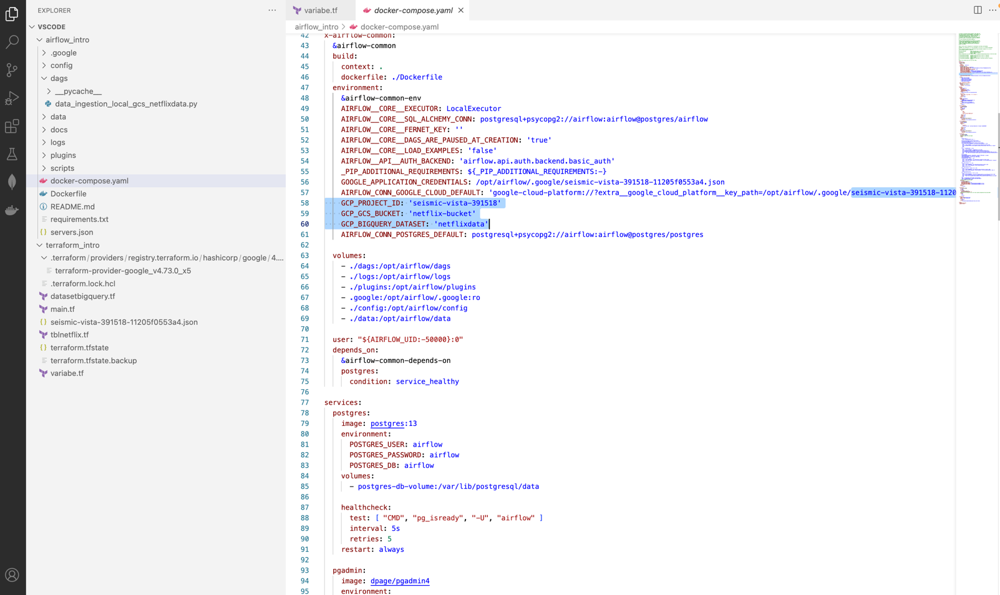 EXPLORER
VSCODE
airflow_intro
.google
config
dags
__pycache__
data_ingestion_local_gcs_netflixdata.py
data
docs
logs
plugins
scripts
docker-compose.yaml
Dockerfile
README.md
requirements.txt
servers.json
terraform_intro
.terraform/providers/registry.terraform.io/hashicorp/google/4....
terraform-provider-google_v4.73.0_x5
.terraform.lock.hcl
datasetbigquery.tf
main.tf
seismic-vista-391518-11205f0553a4.json
tblnetflix.tf
terraform.tfstate
terraform.tfstate.backup
variabe.tf
variabe.tf
docker-compose.yaml
airflow_intro > docker-compose.yaml
42 x-airflow-common:
43 &airflow-common
44 build:
45 context: .
46 dockerfile: ./Dockerfile
47 environment:
48 &airflow-common-env
49 AIRFLOW__CORE__EXECUTOR: LocalExecutor
50 AIRFLOW__CORE__SQL_ALCHEMY_CONN: postgresql+psycopg2://airflow:airflow@postgres/airflow
51 AIRFLOW__CORE__FERNET_KEY: ''
52 AIRFLOW__CORE__DAGS_ARE_PAUSED_AT_CREATION: 'true'
53 AIRFLOW__CORE__LOAD_EXAMPLES: 'false'
54 AIRFLOW__API__AUTH_BACKEND: 'airflow.api.auth.backend.basic_auth'
55 _PIP_ADDITIONAL_REQUIREMENTS: ${_PIP_ADDITIONAL_REQUIREMENTS:-}
56 GOOGLE_APPLICATION_CREDENTIALS: /opt/airflow/.google/seismic-vista-391518-11205f0553a4.json
57 AIRFLOW_CONN_GOOGLE_CLOUD_DEFAULT: 'google-cloud-platform://?extra__google_cloud_platform__key_path=/opt/airflow/.google/seismic-vista-391518-1120
58 GCP_PROJECT_ID: 'seismic-vista-391518'
59 GCP_GCS_BUCKET: 'netflix-bucket'
60 GCP_BIGQUERY_DATASET: 'netflixdata'
61 AIRFLOW_CONN_POSTGRES_DEFAULT: postgresql+psycopg2://airflow:airflow@postgres/postgres
62
63 volumes:
64 - ./dags:/opt/airflow/dags
65 - ./logs:/opt/airflow/logs
66 - ./plugins:/opt/airflow/plugins
67 - .google:/opt/airflow/.google:ro
68 - ./config:/opt/airflow/config
69 - ./data:/opt/airflow/data
70
71 user: "${AIRFLOW_UID:-50000}:0"
72 depends_on:
73 &airflow-common-depends-on
74 postgres:
75 condition: service_healthy
76
77 services:
78 postgres:
79 image: postgres:13
80 environment:
81 POSTGRES_USER: airflow
82 POSTGRES_PASSWORD: airflow
83 POSTGRES_DB: airflow
84 volumes:
85 - postgres-db-volume:/var/lib/postgresql/data
86
87 healthcheck:
88 test: [ "CMD", "pg_isready", "-U", "airflow" ]
89 interval: 5s
90 retries: 5
91 restart: always
92
93 pgadmin:
94 image: dpage/pgadmin4
95 environment: